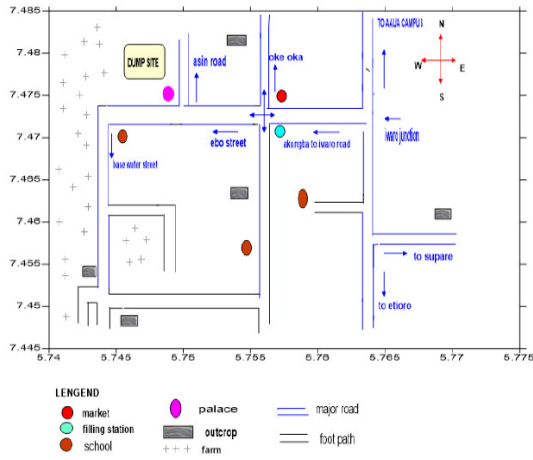 7.485
TO AAUA CAMPUS
N
7.48
DUMP SITE
asin road
oke oka
W E
S
7.475
iwaro junction
7.47
ebo street
akungba to iwaro road
base water street
7.465
7.46
7.455
to supare
7.45
to etioro
7.445
5.74 5.745 5.75 5.755 5.76 5.765 5.77 5.775
LENGEND
market
palace
major road
filling station
outcrop
foot path
school
farm